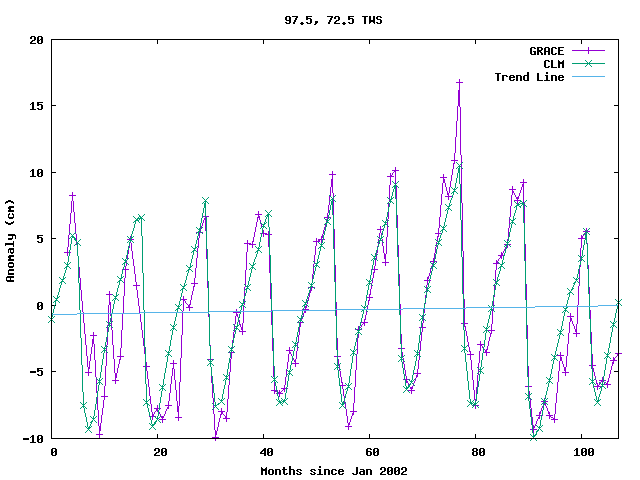 97.5, 72.5 TWS
GRACE
CLM
Trend Line
Anomaly (cm)
20
15
10
5
0
-5
-10
0 20 40 60 80 100
Months since Jan 2002